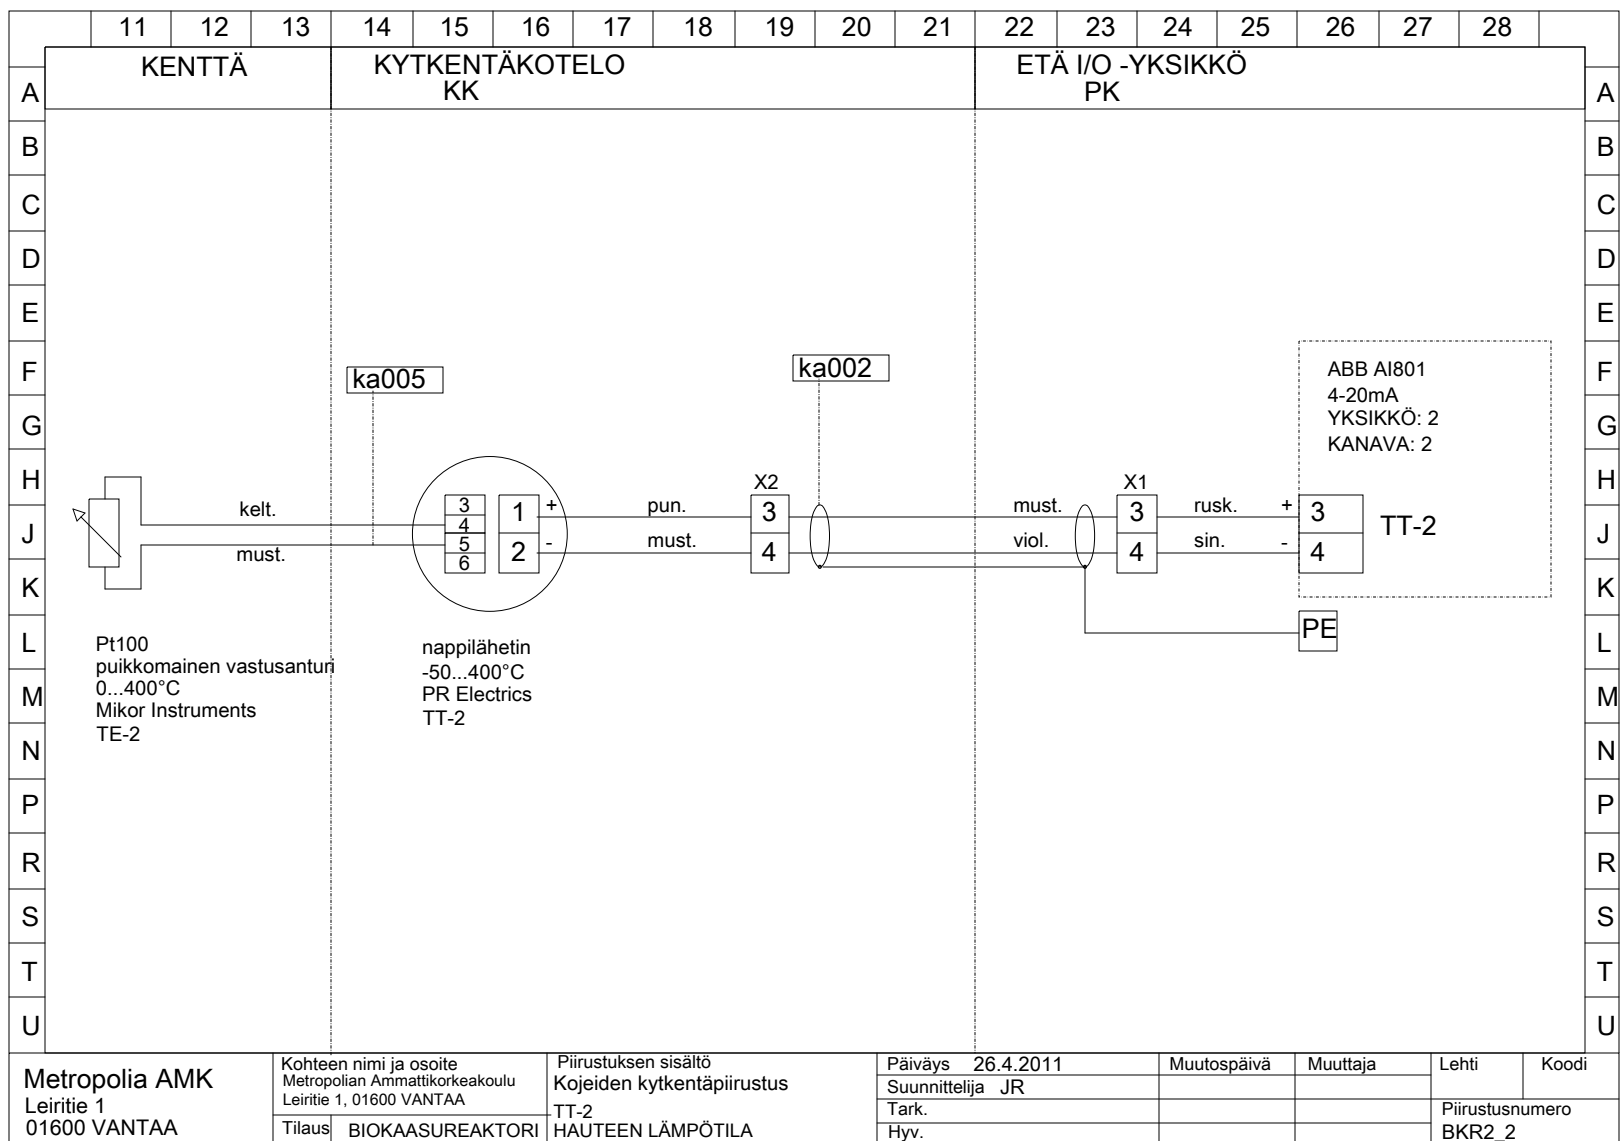 11 12 13 14 15 16 17 18 19 20 21 22 23 24 25 26 27 28
KENTTÄ KYTKENTÄKOTELO ETÄ I/O -YKSIKKÖ
KK PK
A A
B B
C C
D D
E E
F F
G G
H H
J J
K K
L L
M M
N N
P P
R R
S S
T T
U U
ka005
ka002
ABB AI801
4-20mA
YKSIKKÖ: 2
KANAVA: 2
X2 X1
kelt.
must.
3
4
5
6
1 +
2 -
pun.
must.
3
4
must.
viol.
3
4
rusk. +
sin. -
3
4
TT-2
PE
Pt100
puikkomainen vastusanturi
0...400°C
Mikor Instruments
TE-2
nappilähetin
-50...400°C
PR Electrics
TT-2
Metropolia AMK
Leiritie 1
01600 VANTAA
Kohteen nimi ja osoite
Metropolian Ammattikorkeakoulu
Leiritie 1, 01600 VANTAA
Tilaus BIOKAASUREAKTORI
Piirustuksen sisältö
Kojeiden kytkentäpiirustus
TT-2
HAUTEEN LÄMPÖTILA
Päiväys 26.4.2011
Suunnittelija JR
Tark.
Hyv.
Muutospäivä
Muuttaja
Lehti
Koodi
Piirustusnumero
BKR2_2